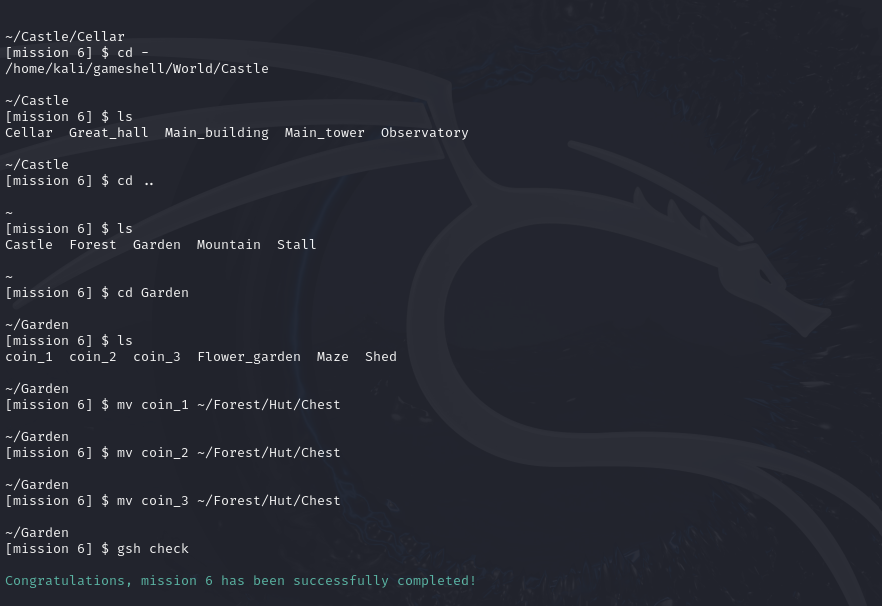 ~/Castle/Cellar
[mission 6] $ cd -
/home/kali/gameshell/World/Castle
~/Castle
[mission 6] $ ls
Cellar  Great_hall  Main_building  Main_tower  Observatory
~/Castle
[mission 6] $ cd ..
~
[mission 6] $ ls
Castle  Forest  Garden  Mountain  Stall
~
[mission 6] $ cd Garden
~/Garden
[mission 6] $ ls
coin_1  coin_2  coin_3  Flower_garden  Maze  Shed
~/Garden
[mission 6] $ mv coin_1 ~/Forest/Hut/Chest
~/Garden
[mission 6] $ mv coin_2 ~/Forest/Hut/Chest
~/Garden
[mission 6] $ mv coin_3 ~/Forest/Hut/Chest
~/Garden
[mission 6] $ gsh check
Congratulations, mission 6 has been successfully completed!